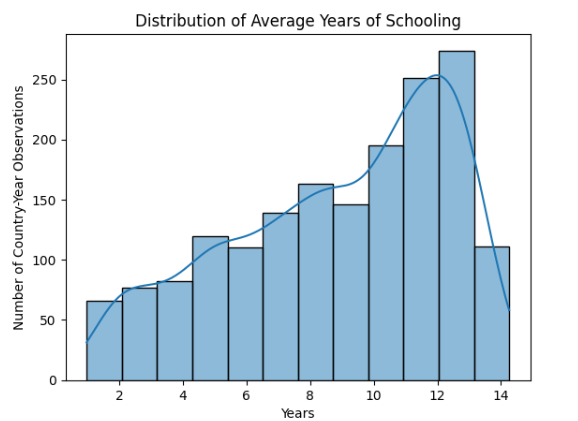 Distribution of Average Years of Schooling
Number of Country-Year Observations
250
200
150
100
50
0
2 4 6 8 10 12 14
Years